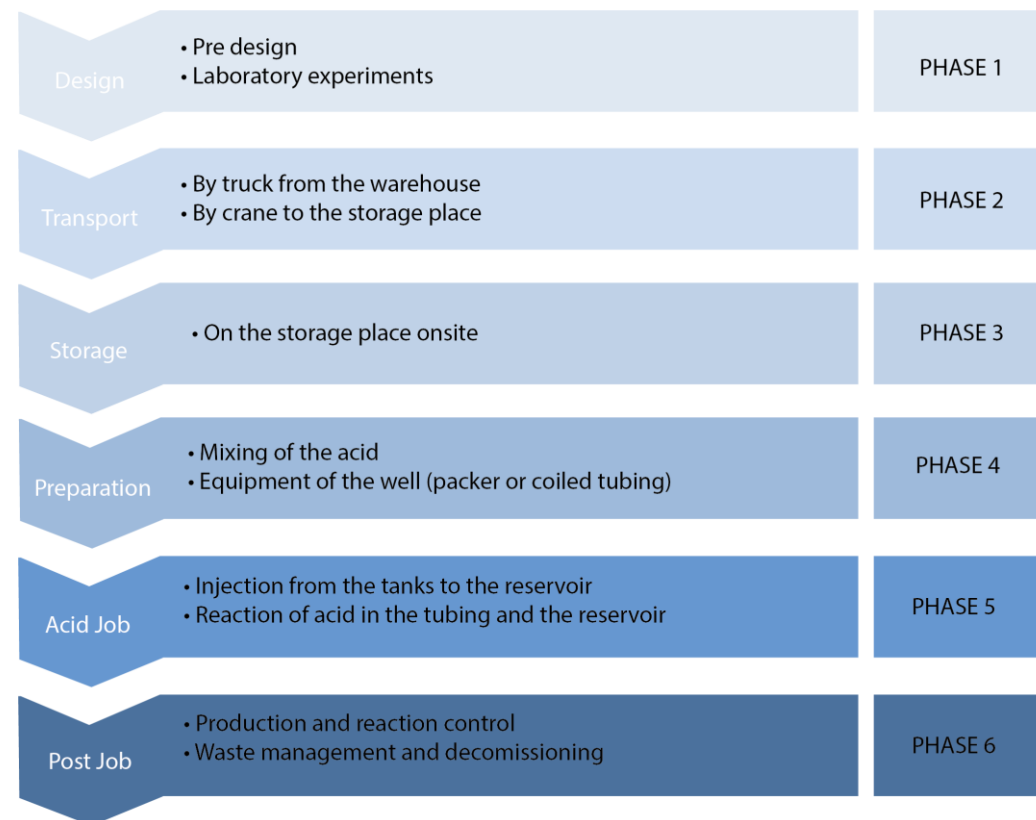 Design
• Pre design
• Laboratory experiments
PHASE 1
Transport
• By truck from the warehouse
• By crane to the storage place
PHASE 2
Storage
• On the storage place onsite
PHASE 3
Preparation
• Mixing of the acid
• Equipment of the well (packer or coiled tubing)
PHASE 4
Acid Job
• Injection from the tanks to the reservoir
• Reaction of acid in the tubing and the reservoir
PHASE 5
Post Job
• Production and reaction control
• Waste management and decomissioning
PHASE 6